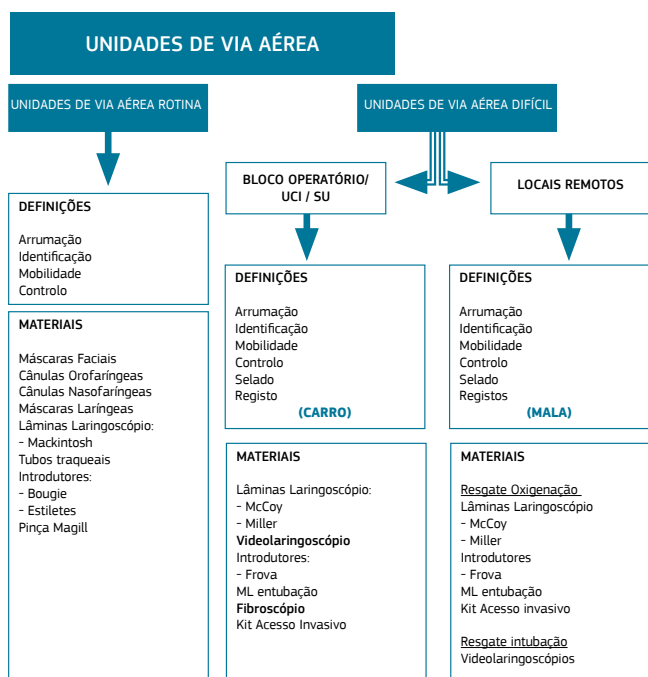 UNIDADES DE VIA AÉREA
UNIDADES DE VIA AÉREA ROTINA
DEFINIÇÕES
Arrumação
Identificação
Mobilidade
Controlo
MATERIAIS
Máscaras Faciais
Cânulas Orofaríngeas
Cânulas Nasofaríngeas
Máscaras Laríngeas
Lâminas Laringoscópio:
- Mackintosh
Tubos traqueais
Introdutores:
- Bougie
- Estiletes
Pinça Magill
UNIDADES DE VIA AÉREA DIFÍCIL
BLOCO OPERATÓRIO/
UCI / SU
DEFINIÇÕES
Arrumação
Identificação
Mobilidade
Controlo
Selado
Registo
(CARRO)
MATERIAIS
Lâminas Laringoscópio:
- McCoy
- Miller
Videolaringoscópio
Introdutores:
- Frova
ML entubação
Fibroscópio
Kit Acesso Invasivo
LOCAIS REMOTOS
DEFINIÇÕES
Arrumação
Identificação
Mobilidade
Controlo
Selado
Registos
(MALA)
MATERIAIS
Resgate Oxigenação
Lâminas Laringoscópio
- McCoy
- Miller
Introdutores
- Frova
ML entubação
Kit Acesso invasivo
Resgate intubação
Videolaringoscópios